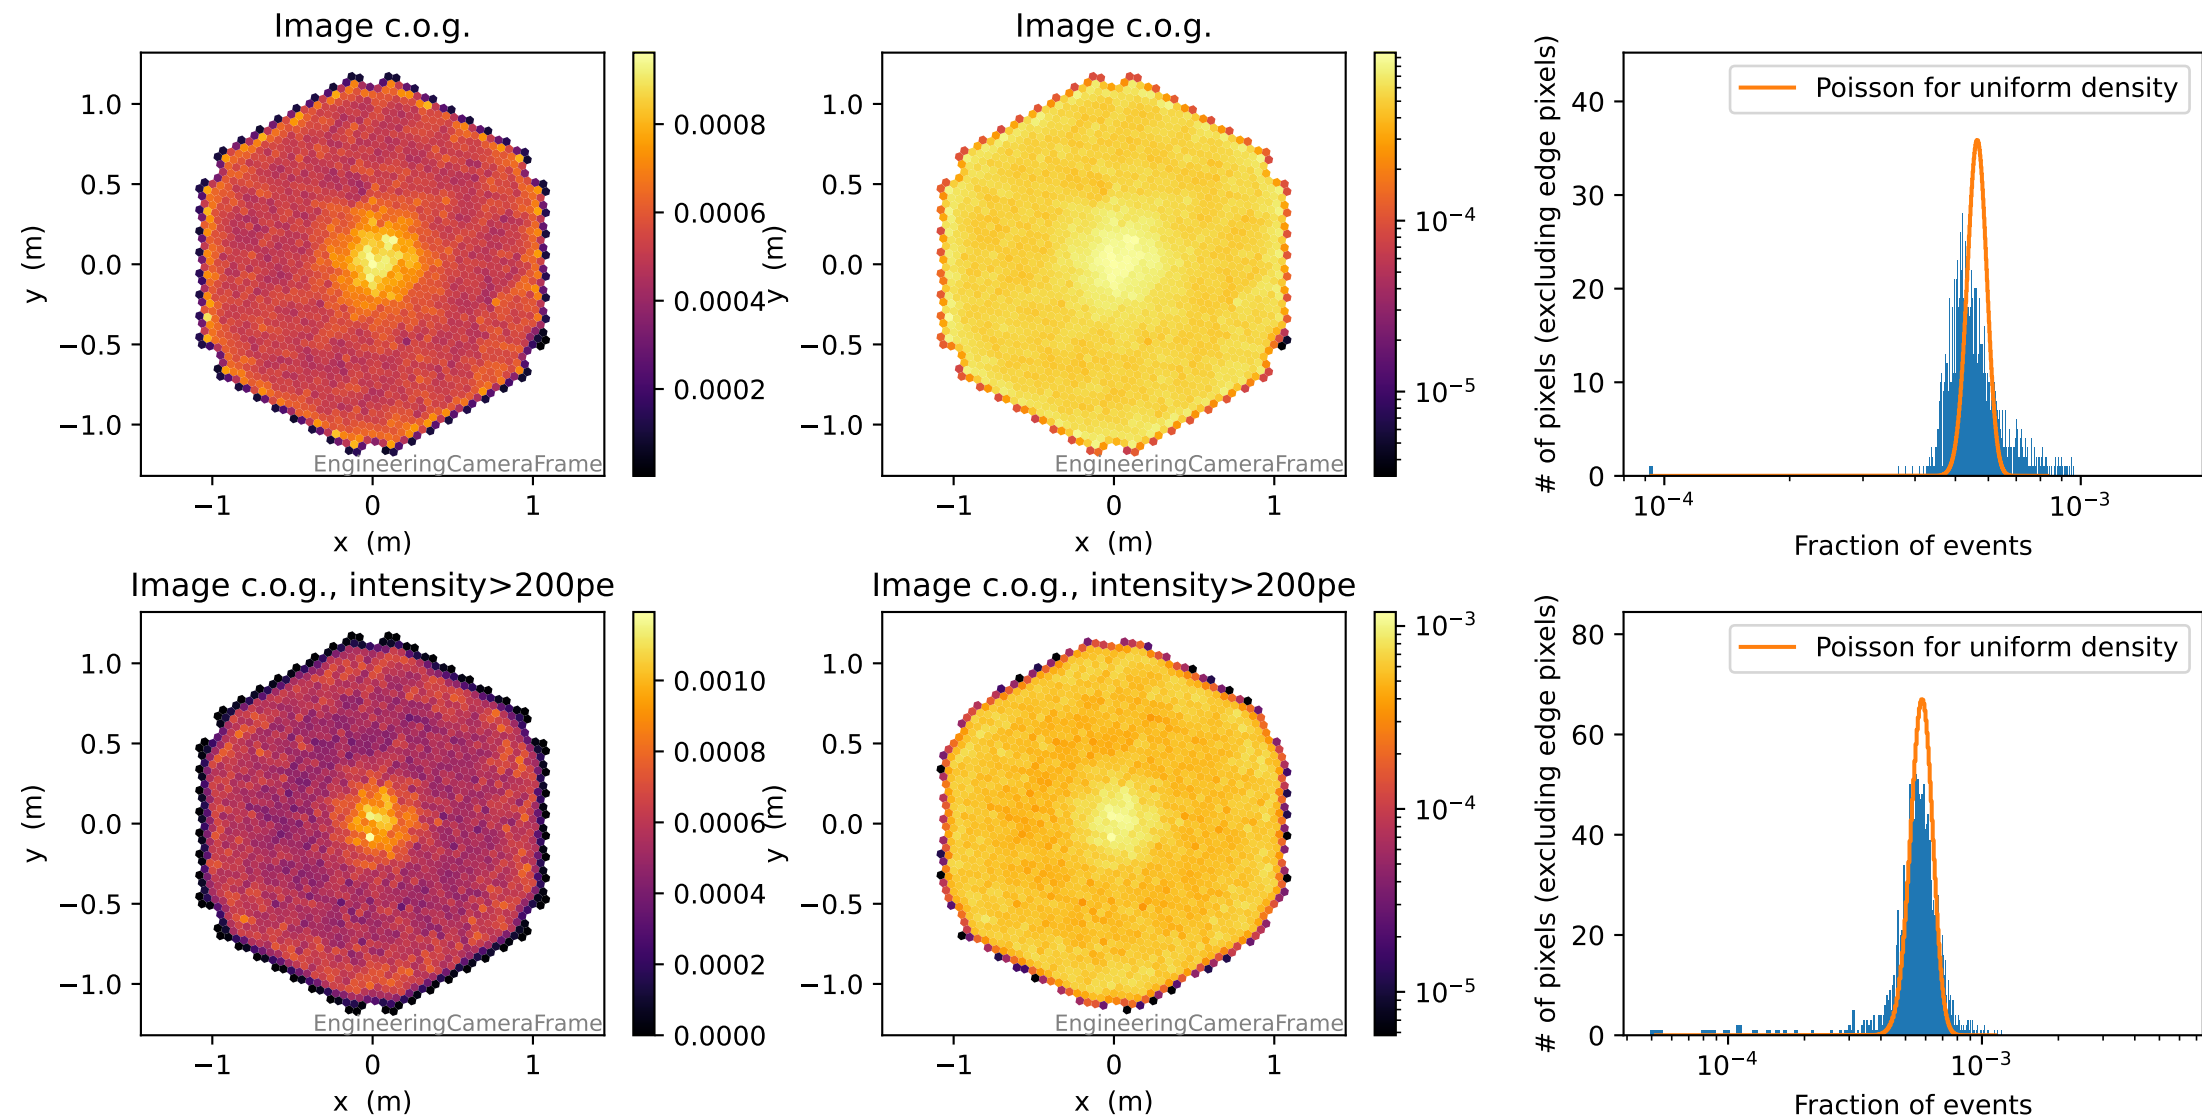 Image c.o.g.
y (m)
1.0
0.5
0.0
−0.5
−1.0
−1
0
1
x (m)
EngineeringCameraFrame
0.0008
0.0006
0.0004
0.0002
Image c.o.g.
y (m)
1.0
0.5
0.0
−0.5
−1.0
−1
0
1
x (m)
EngineeringCameraFrame
10−4
10−5
# of pixels (excluding edge pixels)
40
30
20
10
0
Poisson for uniform density
10−4
10−3
Fraction of events
Image c.o.g., intensity>200pe
y (m)
1.0
0.5
0.0
−0.5
−1.0
−1
0
1
x (m)
EngineeringCameraFrame
0.0010
0.0008
0.0006
0.0004
0.0002
0.0000
Image c.o.g., intensity>200pe
y (m)
1.0
0.5
0.0
−0.5
−1.0
−1
0
1
x (m)
EngineeringCameraFrame
10−3
10−4
10−5
# of pixels (excluding edge pixels)
80
60
40
20
0
Poisson for uniform density
10−4
10−3
Fraction of events